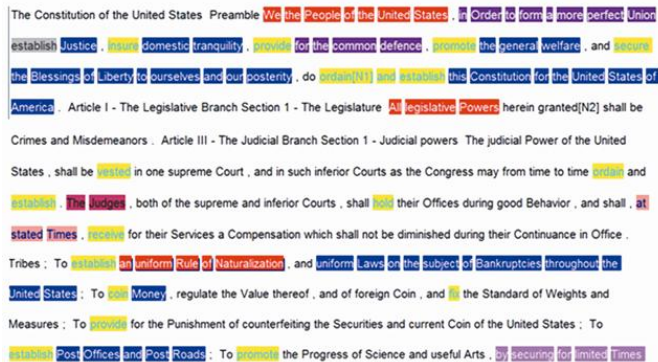 The Constitution of the United States Preamble We the People of the United States , in Order to form a more perfect Union
establish Justice , insure domestic tranquility , provide for the common defence , promote the general welfare , and secure
the Blessings of Liberty to ourselves and our posterity , do ordain[N1] and establish this Constitution for the United States of
America . Article I - The Legislative Branch Section 1 - The Legislature All legislative Powers herein granted[N2] shall be
Crimes and Misdemeanors . Article III - The Judicial Branch Section 1 - Judicial powers The judicial Power of the United
States , shall be vested in one supreme Court , and in such inferior Courts as the Congress may from time to time ordain and
establish . The Judges , both of the supreme and inferior Courts , shall hold their Offices during good Behavior , and shall , at
stated Times , receive for their Services a Compensation which shall not be diminished during their Continuance in Office .
Tribes ; To establish an uniform Rule of Naturalization , and uniform Laws on the subject of Bankruptcies throughout the
United States ; To coin Money , regulate the Value thereof , and of foreign Coin , and fix the Standard of Weights and
Measures ; To provide for the Punishment of counterfeiting the Securities and current Coin of the United States ; To
establish Post Offices and Post Roads ; To promote the Progress of Science and useful Arts , by securing for limited Times